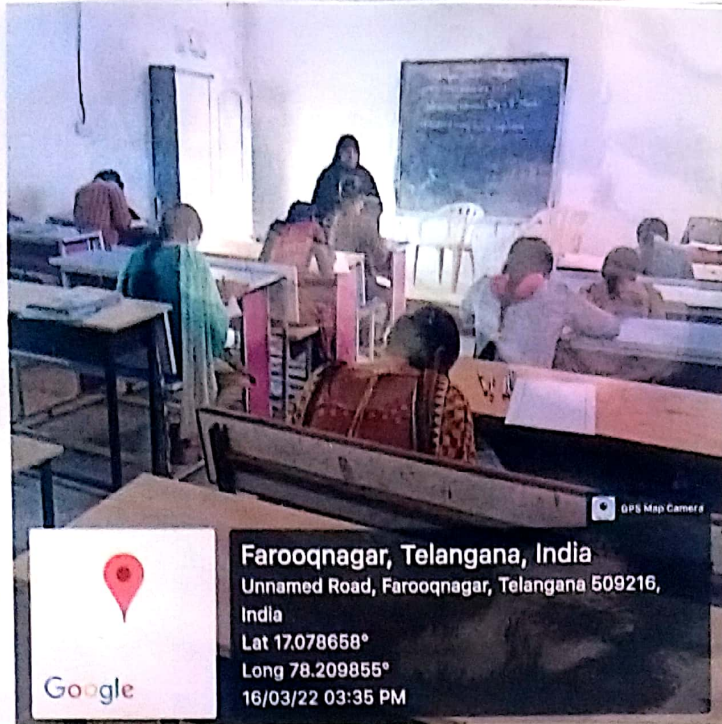 GPS Map Camera
Farooqnagar, Telangana, India
Unnamed Road, Farooqnagar, Telangana 509216,
India
Lat 17.078658°
Long 78.209855°
16/03/22 03:35 PM
Google